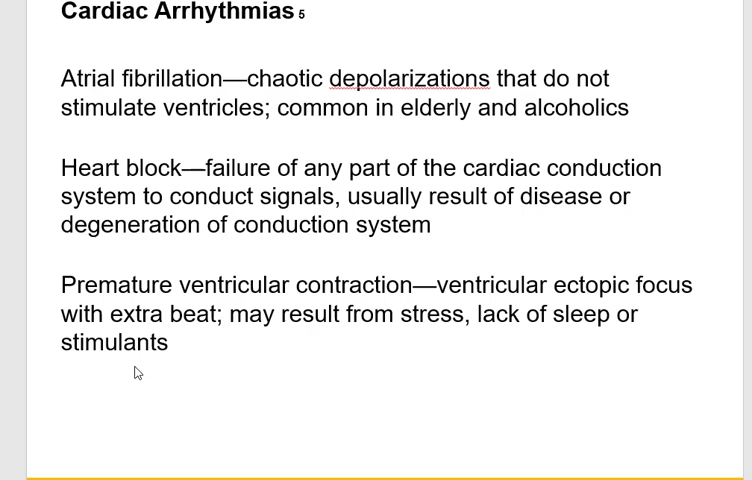 Cardiac Arrhythmias 5
Atrial fibrillation—chaotic depolarizations that do not
stimulate ventricles; common in elderly and alcoholics
Heart block—failure of any part of the cardiac conduction
system to conduct signals, usually result of disease or
degeneration of conduction system
Premature ventricular contraction—ventricular ectopic focus
with extra beat; may result from stress, lack of sleep or
stimulants